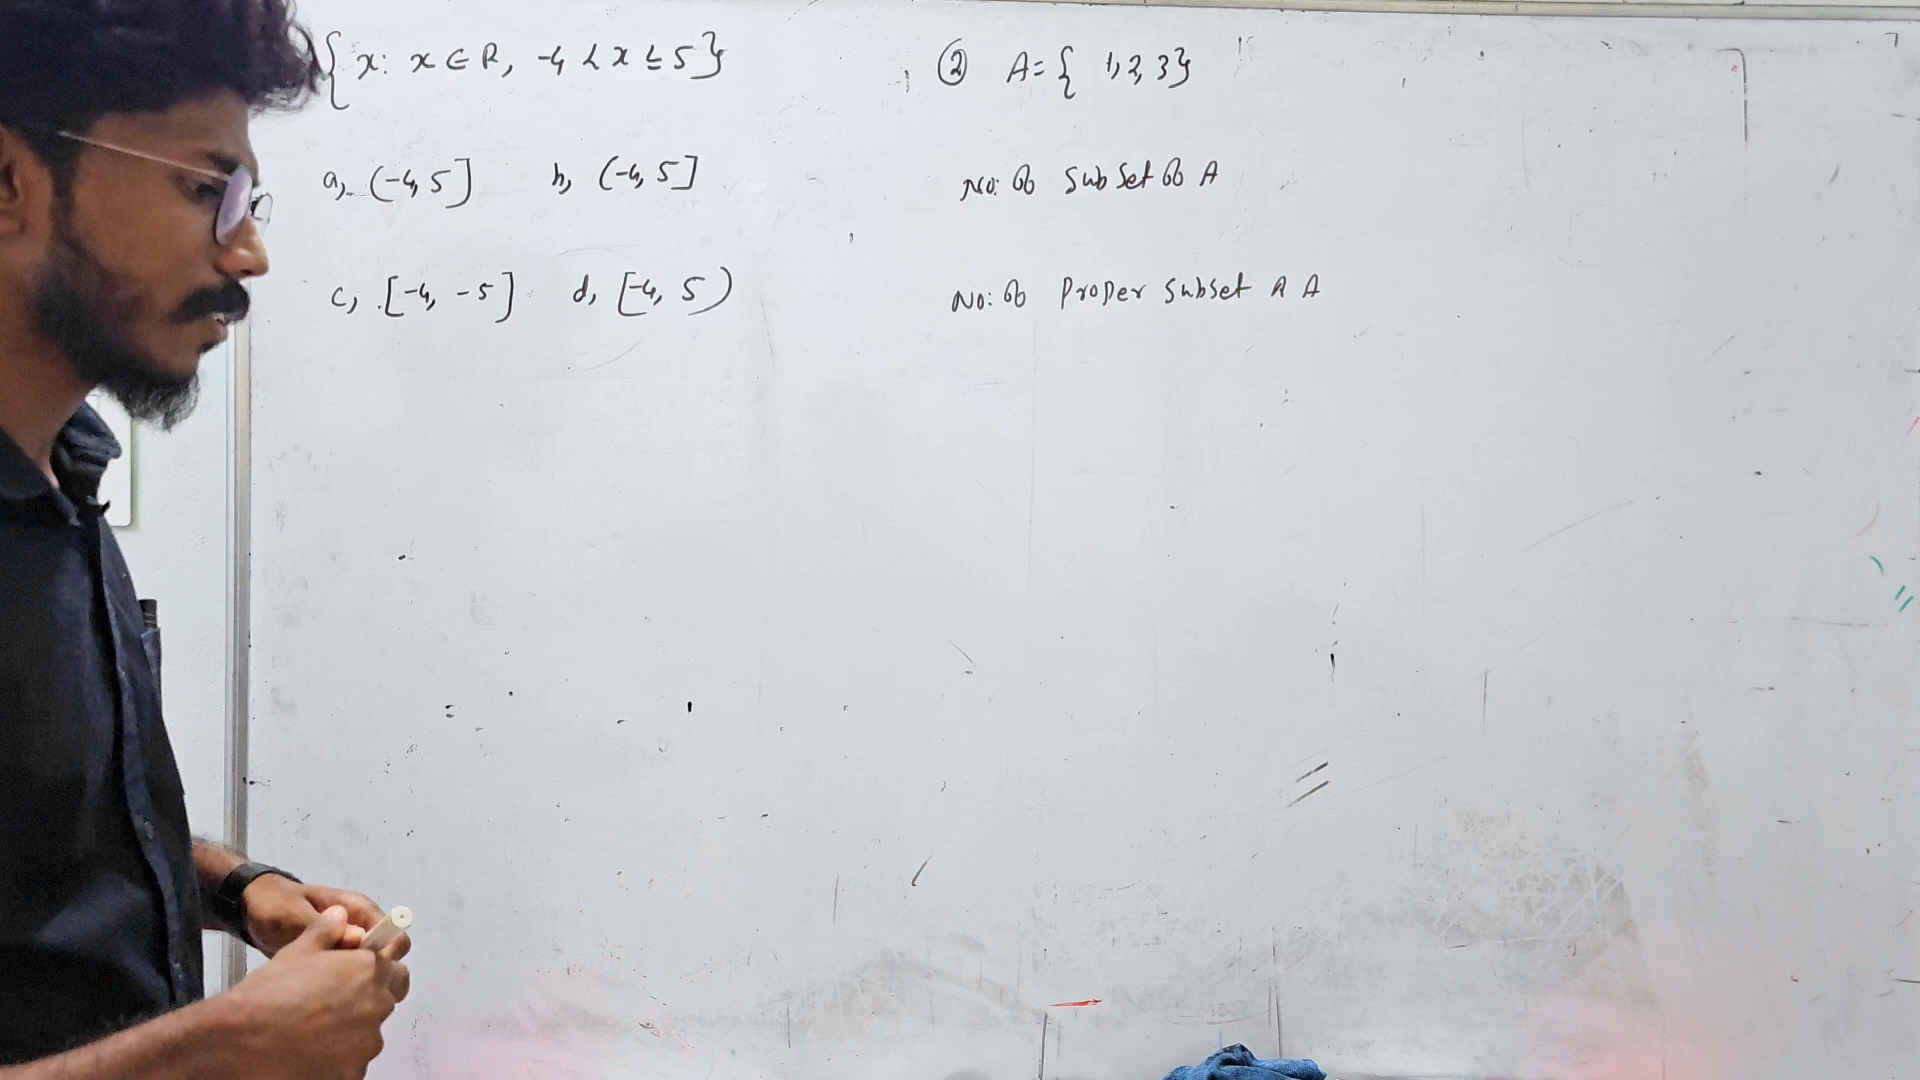 { x: x ∈ R, -4 < x ≤ 5 }
a, (-4, 5] b, (-4, 5]
c, [-4, -5] d, [-4, 5)
② A = { 1, 2, 3 }
No: of Subset of A
No: of Proper Subset A